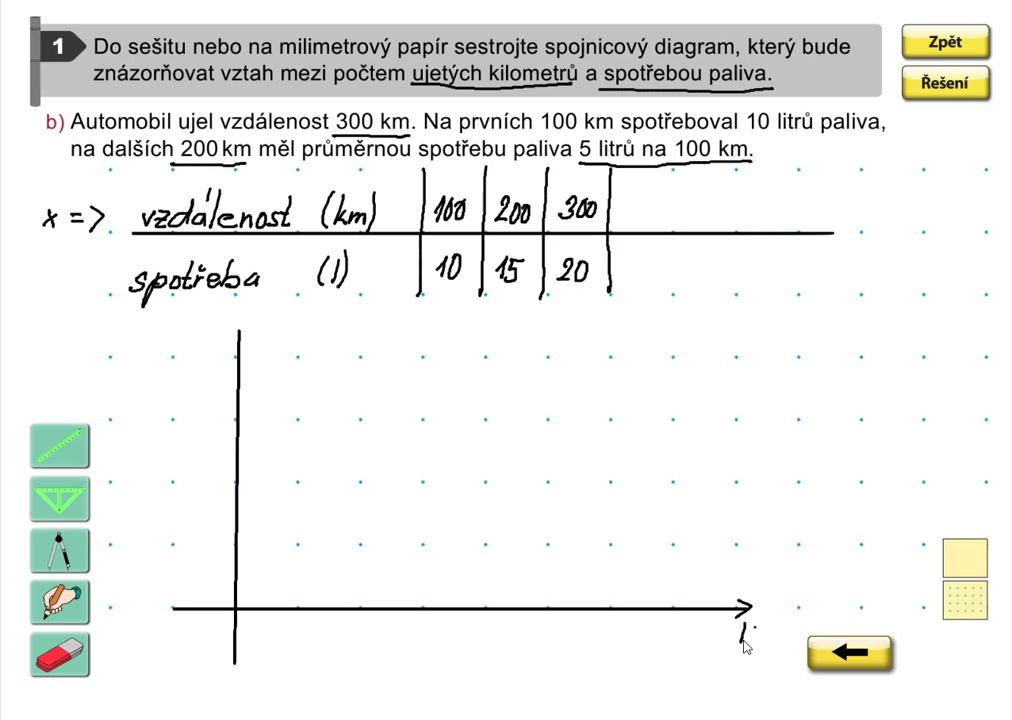 1 Do sešitu nebo na milimetrový papír sestrojte spojnicový diagram, který bude
znázorňovat vztah mezi počtem ujetých kilometrů a spotřebou paliva.
Zpět
Řešení
b) Automobil ujel vzdálenost 300 km. Na prvních 100 km spotřeboval 10 litrů paliva,
na dalších 200 km měl průměrnou spotřebu paliva 5 litrů na 100 km.
x => vzdálenost (km) 100 200 300
spotřeba (l) 10 15 20